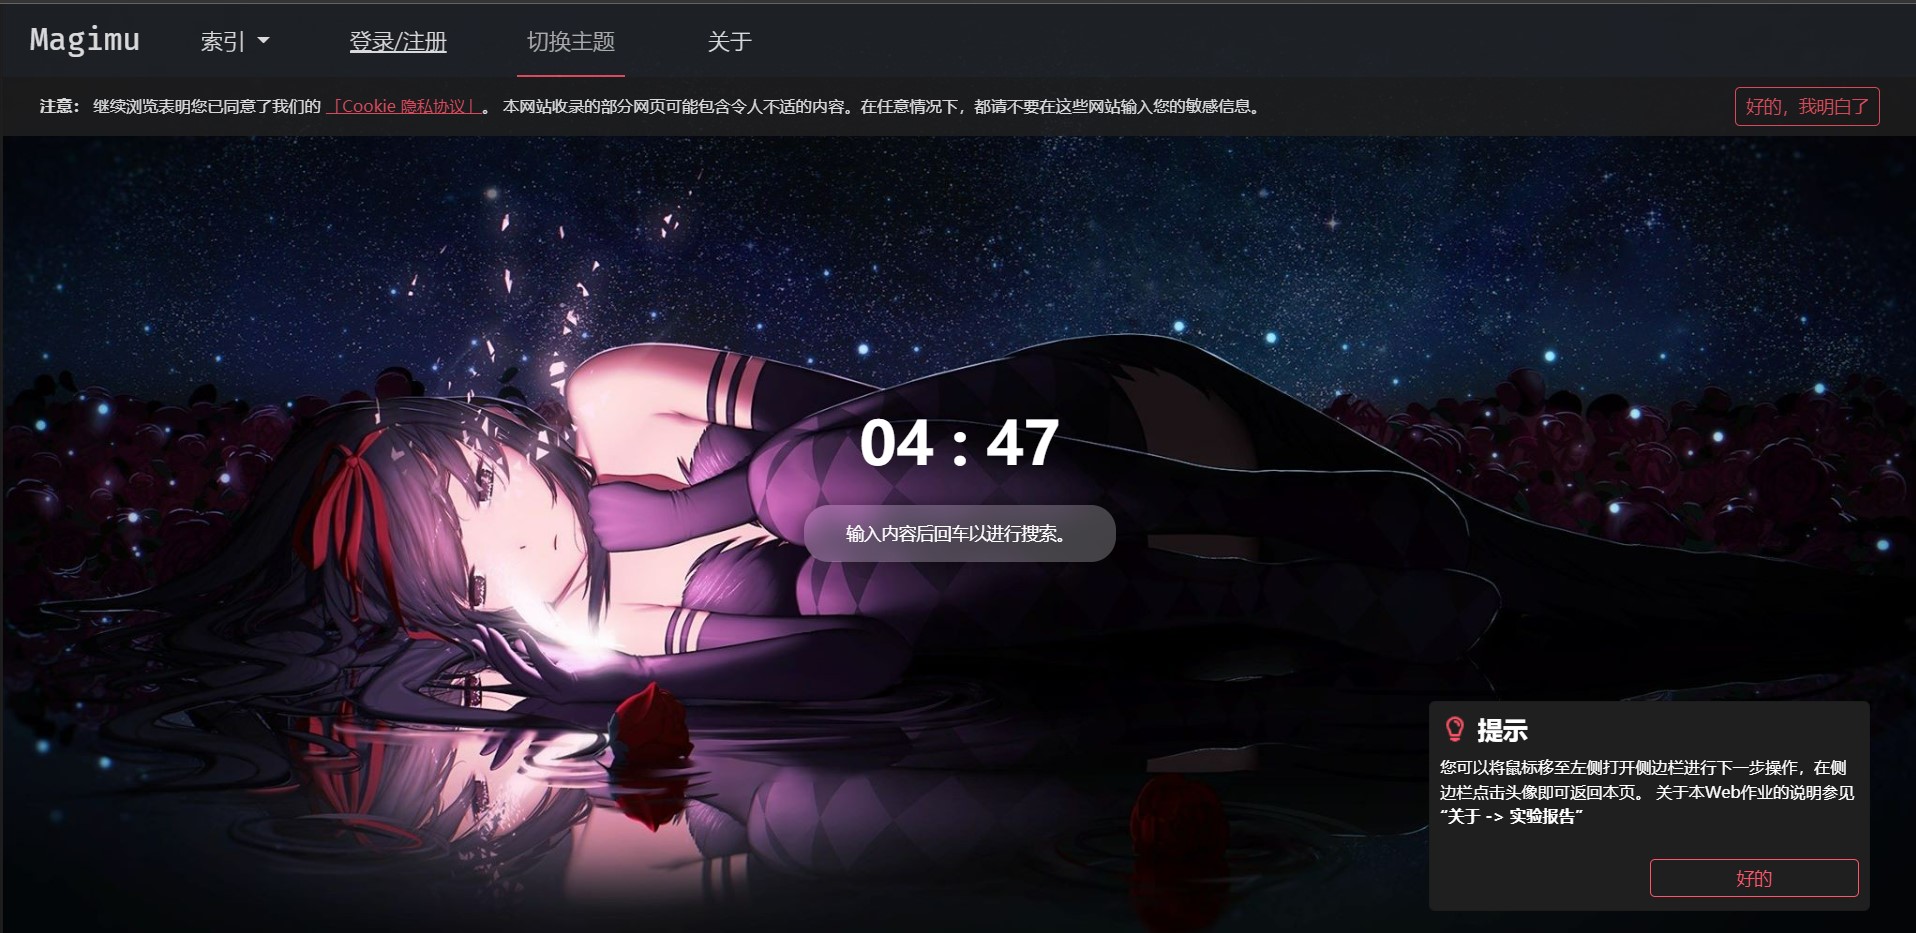 Magimu
索引
登录/注册
切换主题
关于
注意： 继续浏览表明您已同意了我们的 「Cookie 隐私协议」 。 本网站收录的部分网页可能包含令人不适的内容。在任意情况下，都请不要在这些网站输入您的敏感信息。
好的，我明白了
04 : 47
输入内容后回车以进行搜索。
提示
您可以将鼠标移至左侧打开侧边栏进行下一步操作，在侧
边栏点击头像即可返回本页。 关于本Web作业的说明参见
“关于 -> 实验报告”
好的